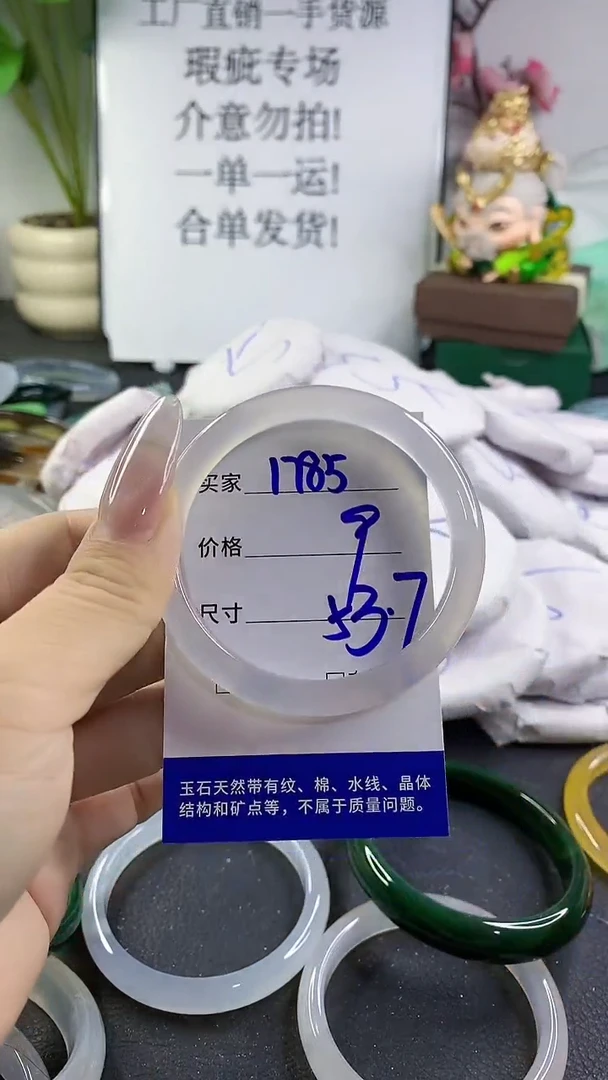 工厂直销一手货源
瑕疵专场
介意勿拍!
一单一运!
合单发货!
买家 1785
价格
尺寸 53.7
玉石天然带有纹、棉、水线、晶体
结构和矿点等，不属于质量问题。